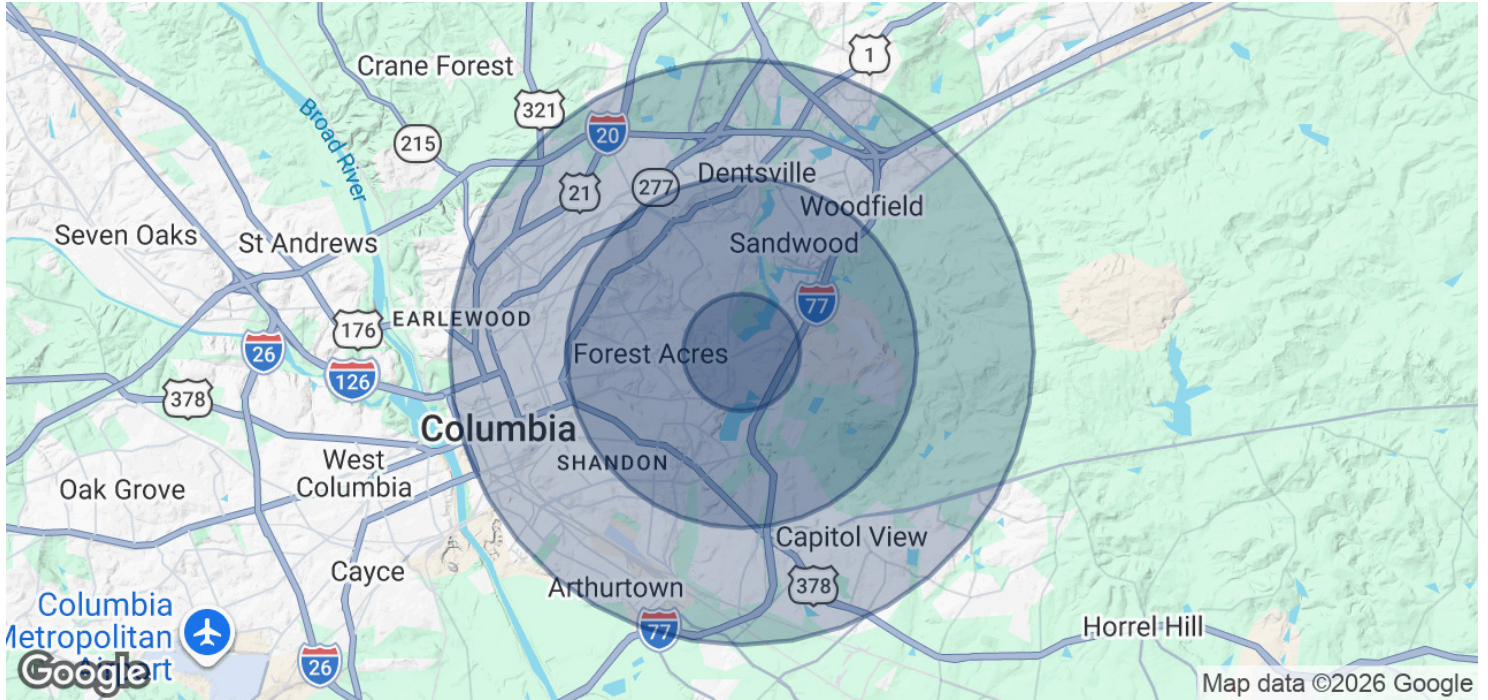 1
Crane Forest
321
20
215
Broad River
Dentsville
277
21
Woodfield
Seven Oaks
St Andrews
Sandwood
77
EARLEWOOD
176
26
Forest Acres
126
378
Columbia
SHANDON
West
Columbia
Oak Grove
Capitol View
Cayce
Arthurtown
378
Columbia
Metropolitan
Airport
77
Horrel Hill
26
Google
Map data ©2026 Google